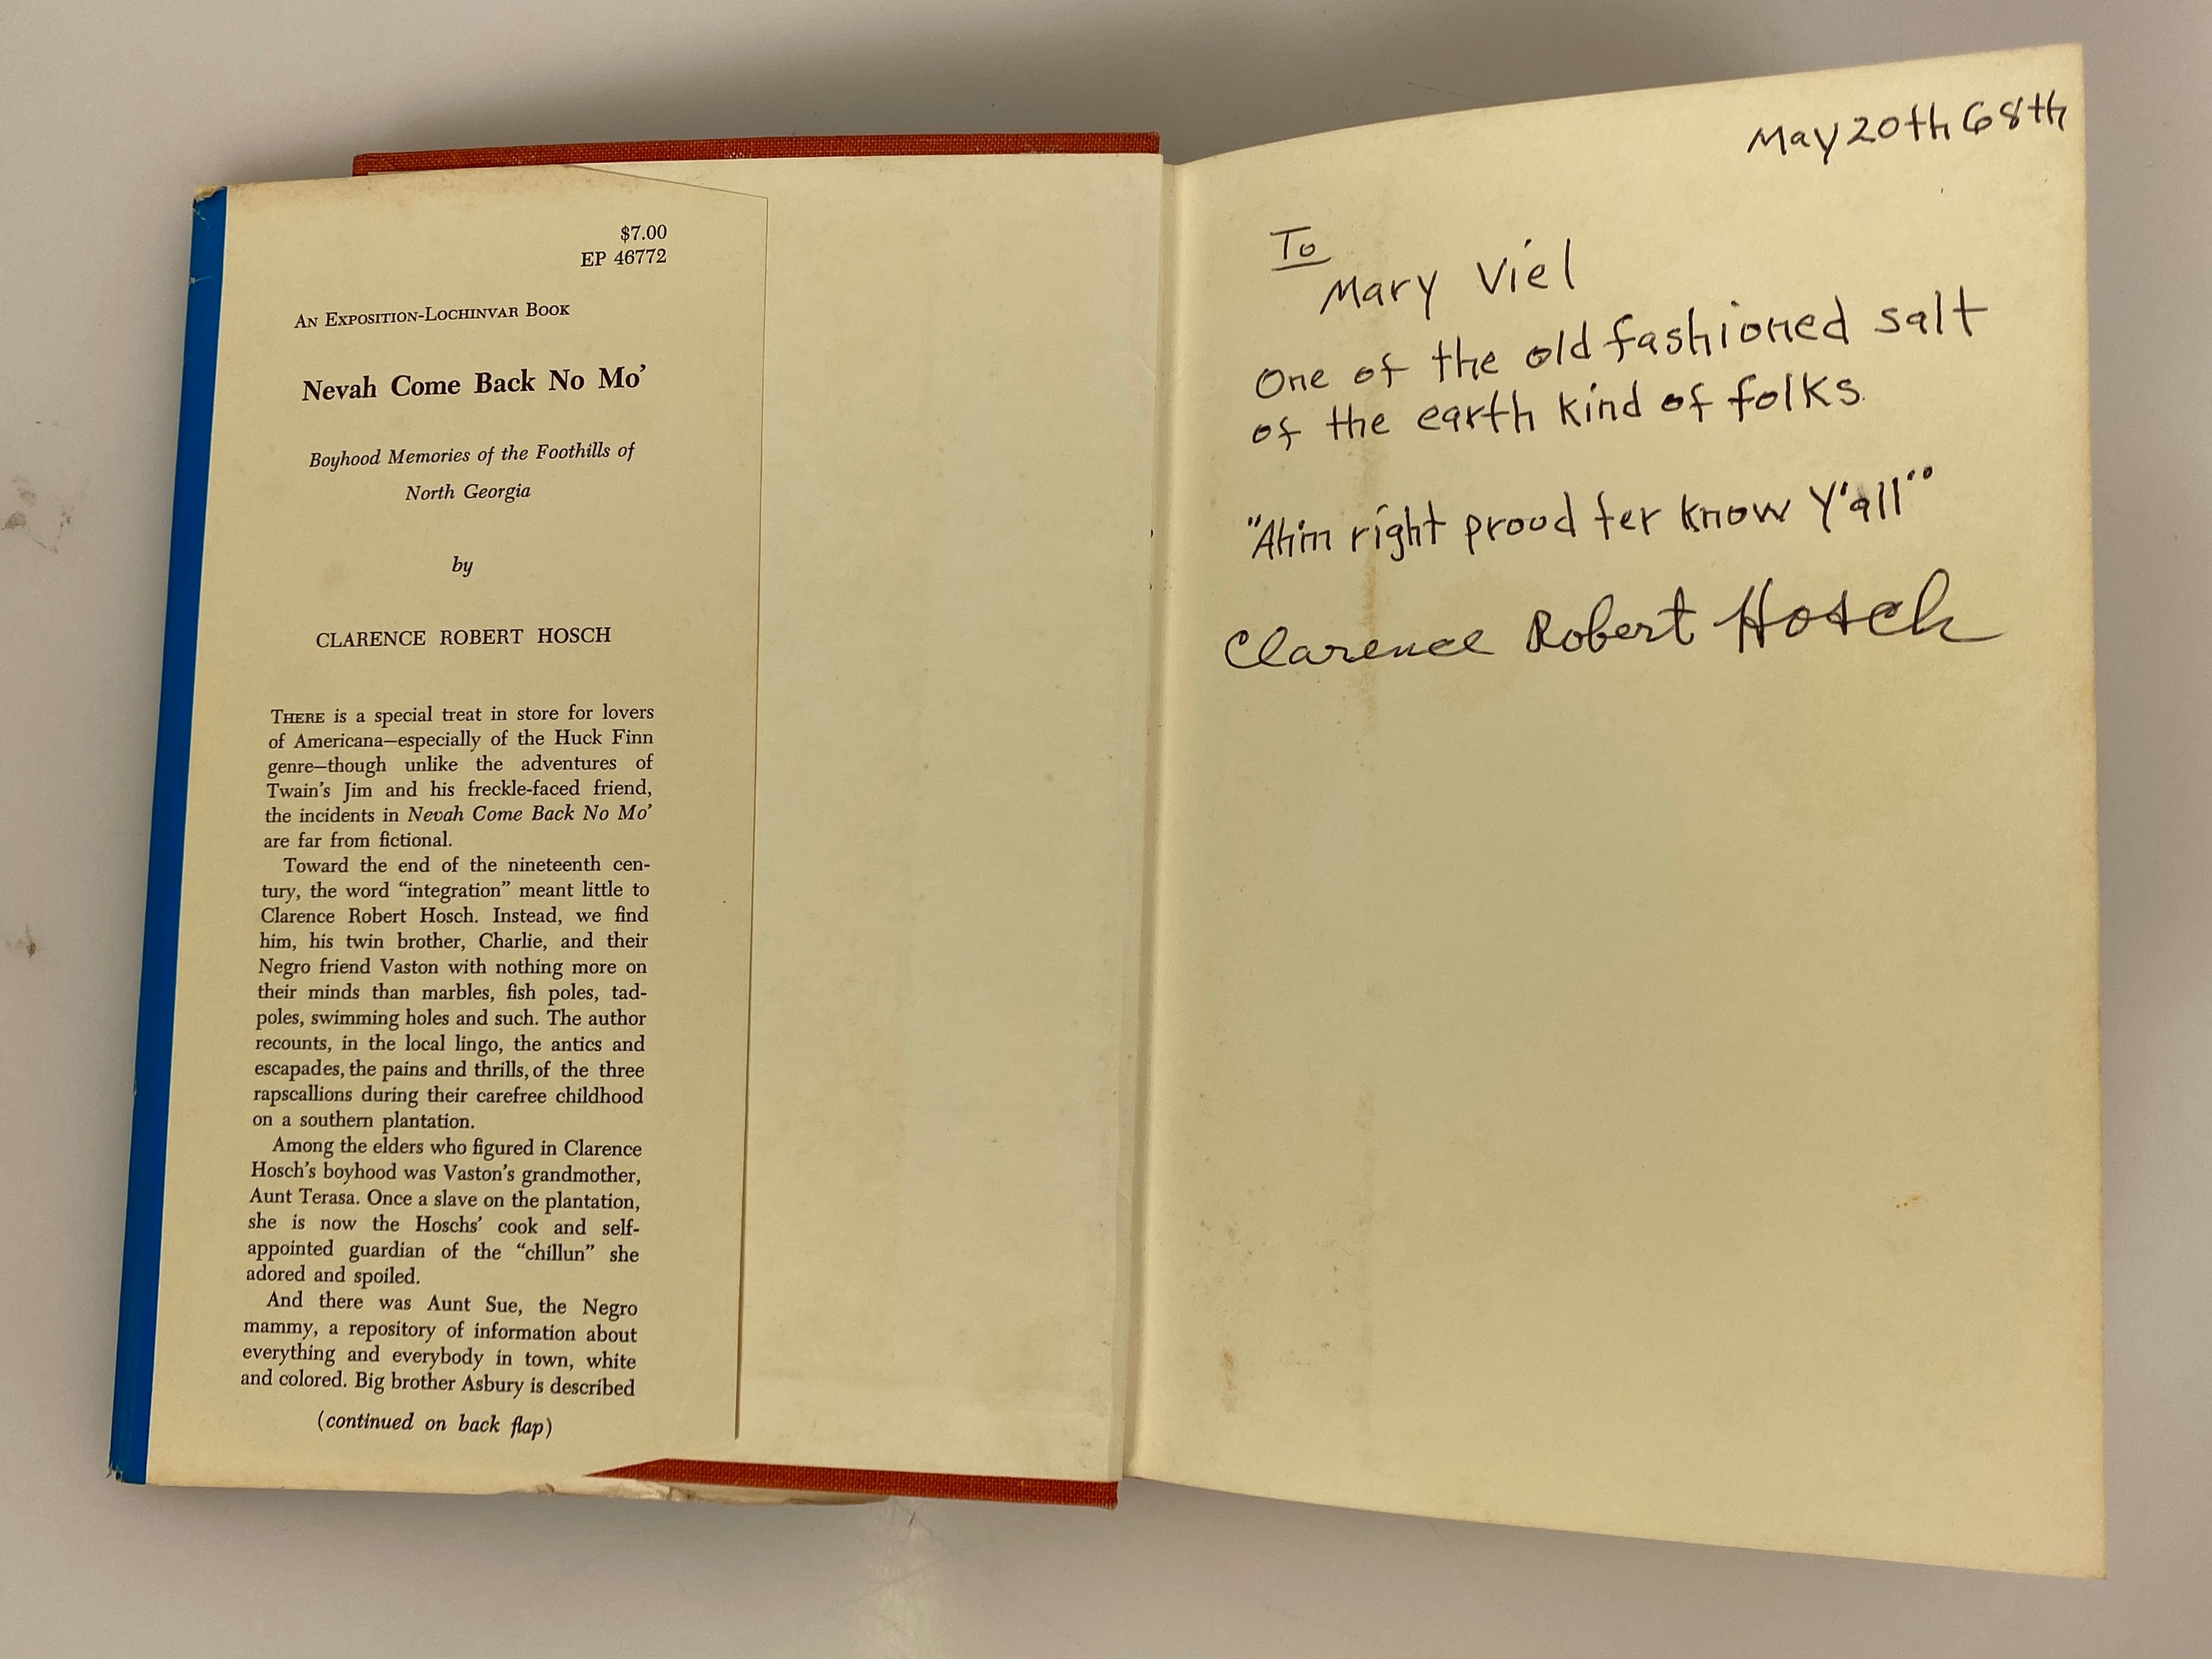 $7.00
EP 46772
An Exposition-Lochinvar Book
Nevah Come Back No Mo'
Boyhood Memories of the Foothills of
North Georgia
by
CLARENCE ROBERT HOSCH
There is a special treat in store for lovers
of Americana—especially of the Huck Finn
genre—though unlike the adventures of
Twain's Jim and his freckle-faced friend,
the incidents in Nevah Come Back No Mo'
are far from fictional.
Toward the end of the nineteenth cen-
tury, the word "integration" meant little to
Clarence Robert Hosch. Instead, we find
him, his twin brother, Charlie, and their
Negro friend Vaston with nothing more on
their minds than marbles, fish poles, tad-
poles, swimming holes and such. The author
recounts, in the local lingo, the antics and
escapades, the pains and thrills, of the three
rapscallions during their carefree childhood
on a southern plantation.
Among the elders who figured in Clarence
Hosch's boyhood was Vaston's grandmother,
Aunt Terasa. Once a slave on the plantation,
she is now the Hoschs' cook and self-
appointed guardian of the "chillun" she
adored and spoiled.
And there was Aunt Sue, the Negro
mammy, a repository of information about
everything and everybody in town, white
and colored. Big brother Asbury is described
(continued on back flap)
May 20th 68th
To
Mary Viel
One of the old fashioned salt
of the earth kind of folks.
"Ahm right proud ter know Y'all"
Clarence Robert Hosch